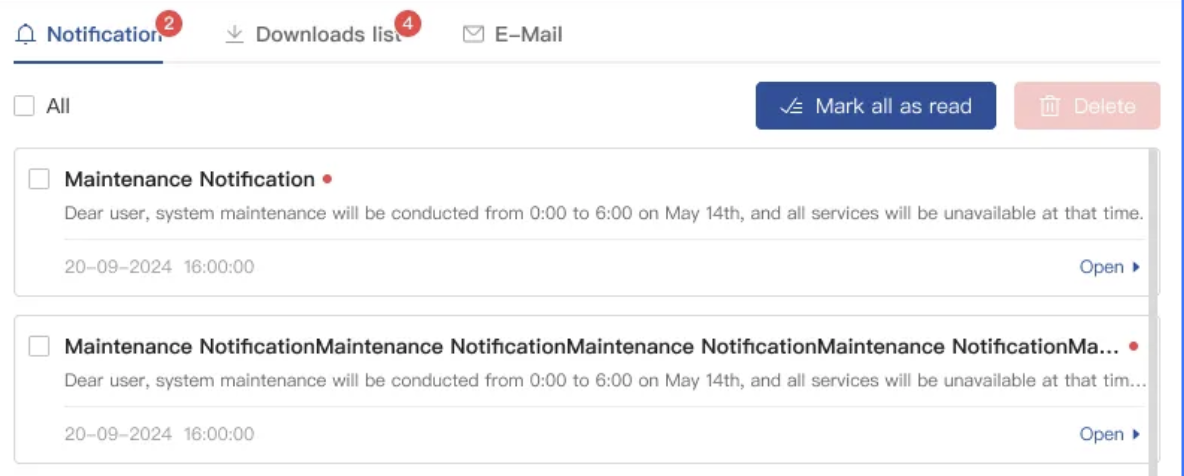 Notification 2 Downloads list 4 E-Mail
All Mark all as read Delete
Maintenance Notification
Dear user, system maintenance will be conducted from 0:00 to 6:00 on May 14th, and all services will be unavailable at that time.
20-09-2024 16:00:00 Open
Maintenance NotificationMaintenance NotificationMaintenance NotificationMaintenance NotificationMa...
Dear user, system maintenance will be conducted from 0:00 to 6:00 on May 14th, and all services will be unavailable at that tim...
20-09-2024 16:00:00 Open